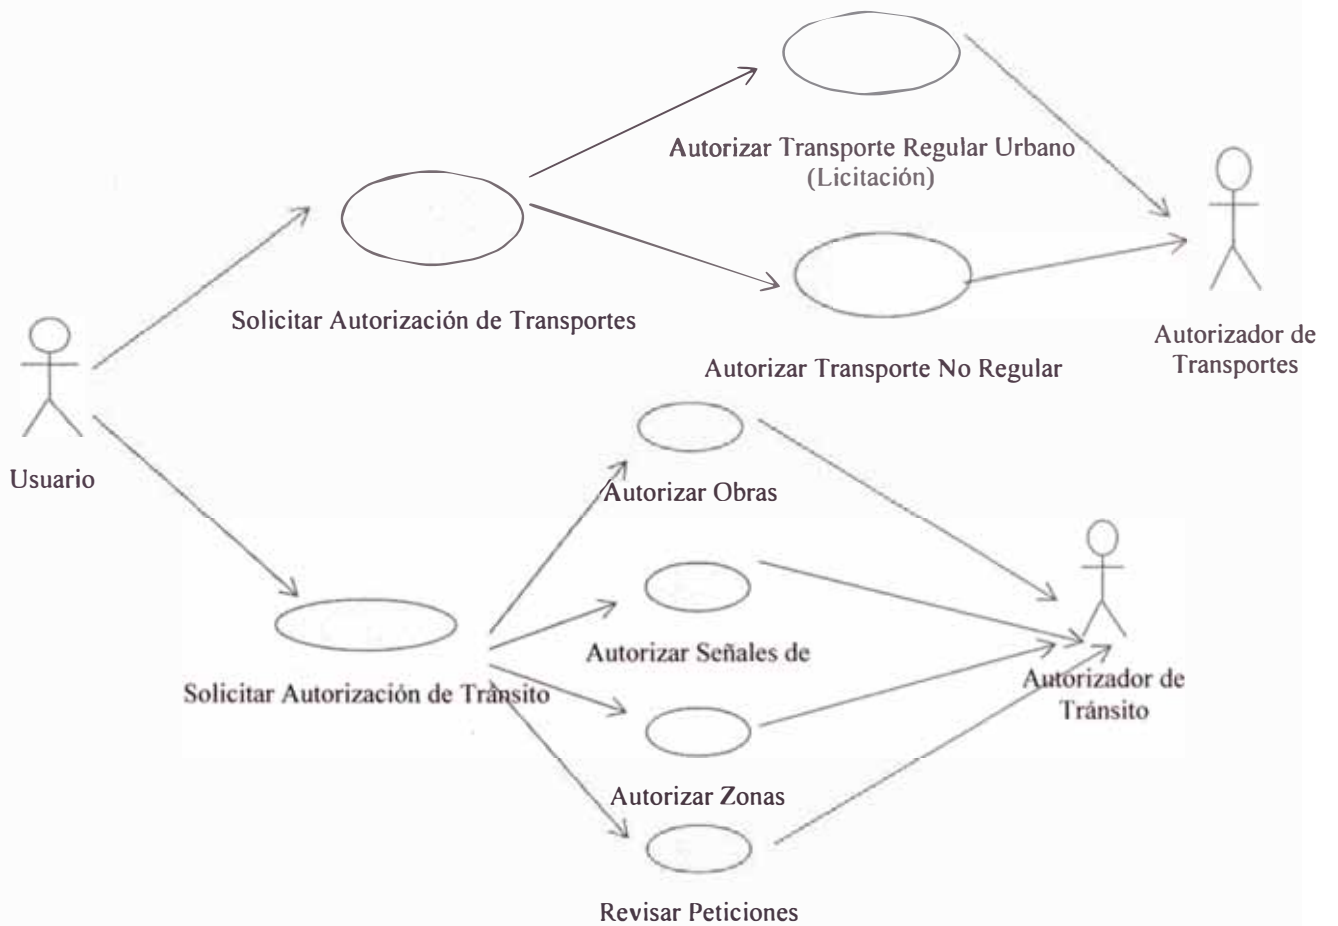 Autorizar Transporte Regular Urbano
(Licitación)
Solicitar Autorización de Transportes
Autorizador de
Transportes
Autorizar Transporte No Regular
Usuario
Autorizar Obras
Autorizar Señales de
Solicitar Autorización de Tránsito
Autorizador de
Tránsito
Autorizar Zonas
Revisar Peticiones